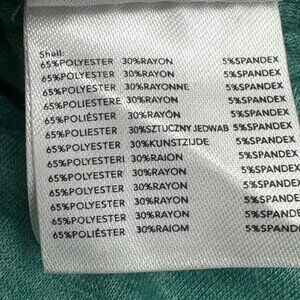 Shell:
65%POLYESTER 30%RAYON 5%SPANDEX
65%POLYESTER 30%RAYON 5%SPANDEX
65%POLYESTER 30%RAYONNE 5%SPANDEX
65%POLIESTERE 30%RAYON 5%SPANDEX
65%POLIÉSTER 30%RAYÓN 5%SPANDEX
65%POLIESTER 30%SZTUCZNY JEDWAB 5%SPANDEX
65%POLYESTER 30%KUNSTZIJDE 5%SPANDEX
65%POLYESTERI 30%RAION 5%SPANDEX
65%POLYESTER 30%RAYON 5%SPANDEX
65%POLYESTER 30%RAYON 5%SPANDEX
65%POLYESTER 30%RAYON 5%SPANDEX
65%POLIÉSTER 30%RAIOM 5%SPANDEX